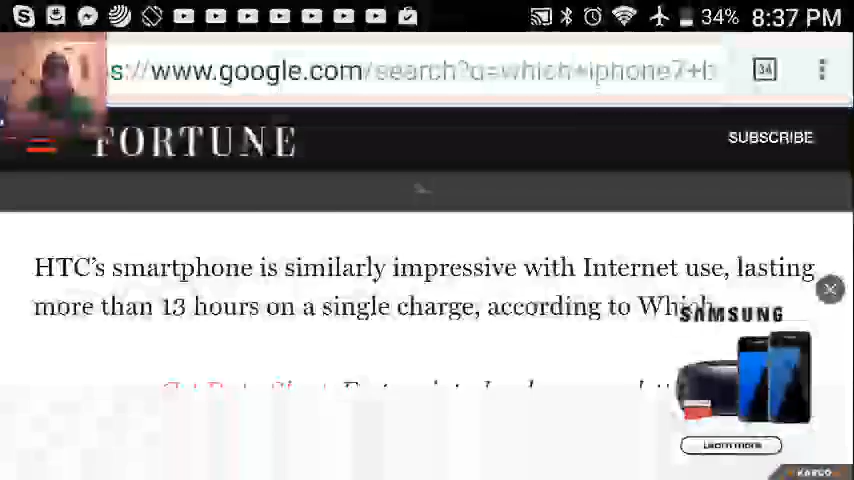 34% 8:37 PM
s://www.google.com/search?q=which+iphone7+b
34
FORTUNE
SUBSCRIBE
HTC's smartphone is similarly impressive with Internet use, lasting
more than 13 hours on a single charge, according to Which
SAMSUNG
Learn more
KARGO